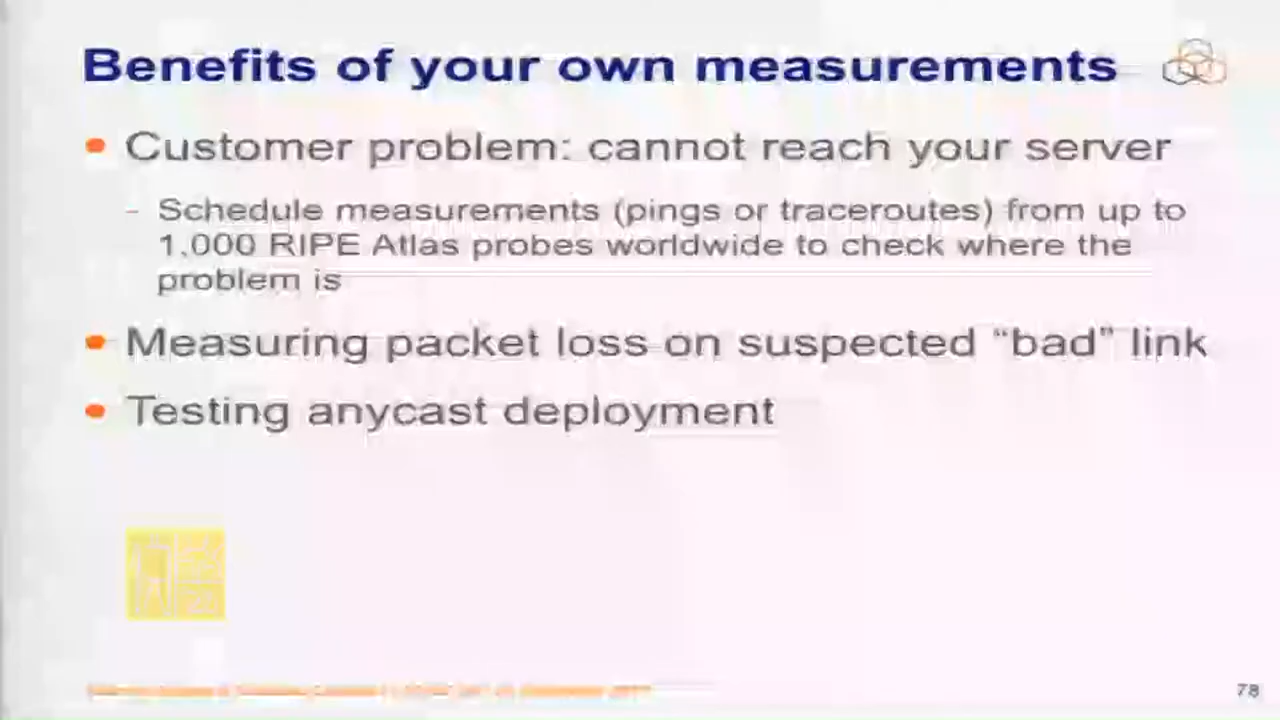 Benefits of your own measurements
• Customer problem: cannot reach your server
- Schedule measurements (pings or traceroutes) from up to
1,000 RIPE Atlas probes worldwide to check where the
problem is
• Measuring packet loss on suspected “bad” link
• Testing anycast deployment
78